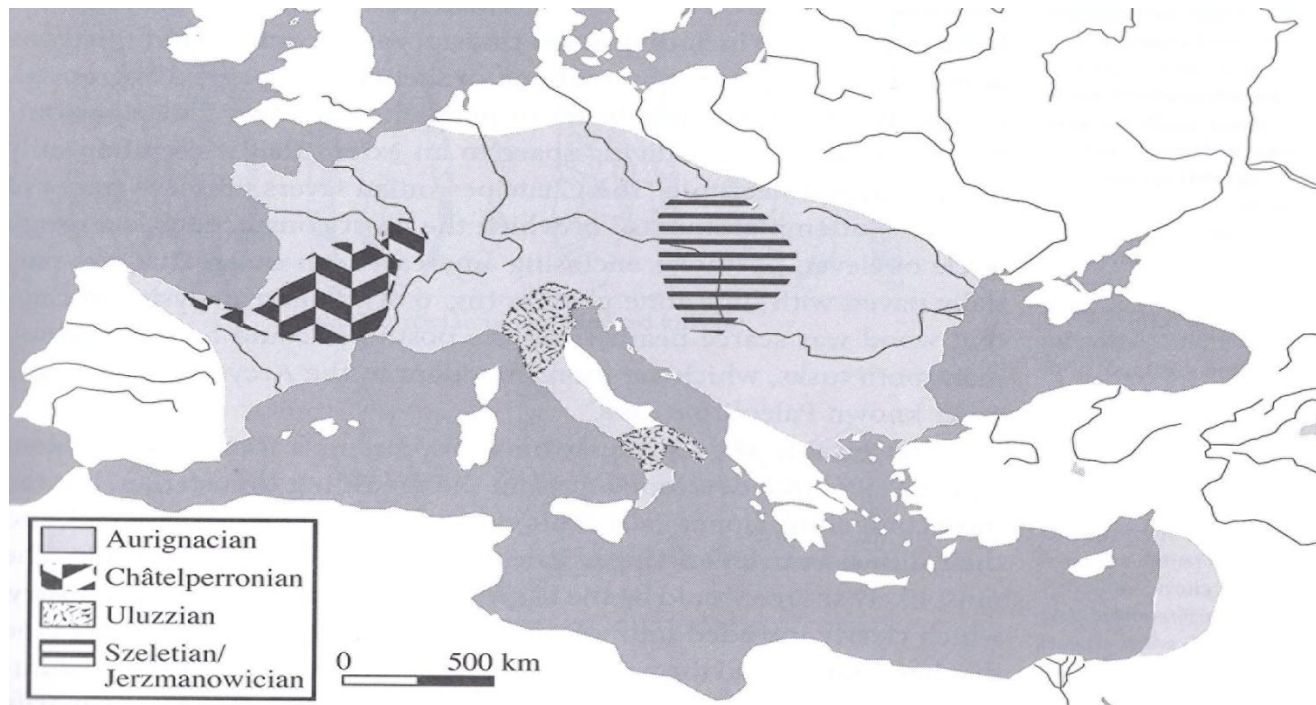 Aurignacian
Châtelperronian
Uluzzian
Szeletian/
Jerzmanowician
0 500 km